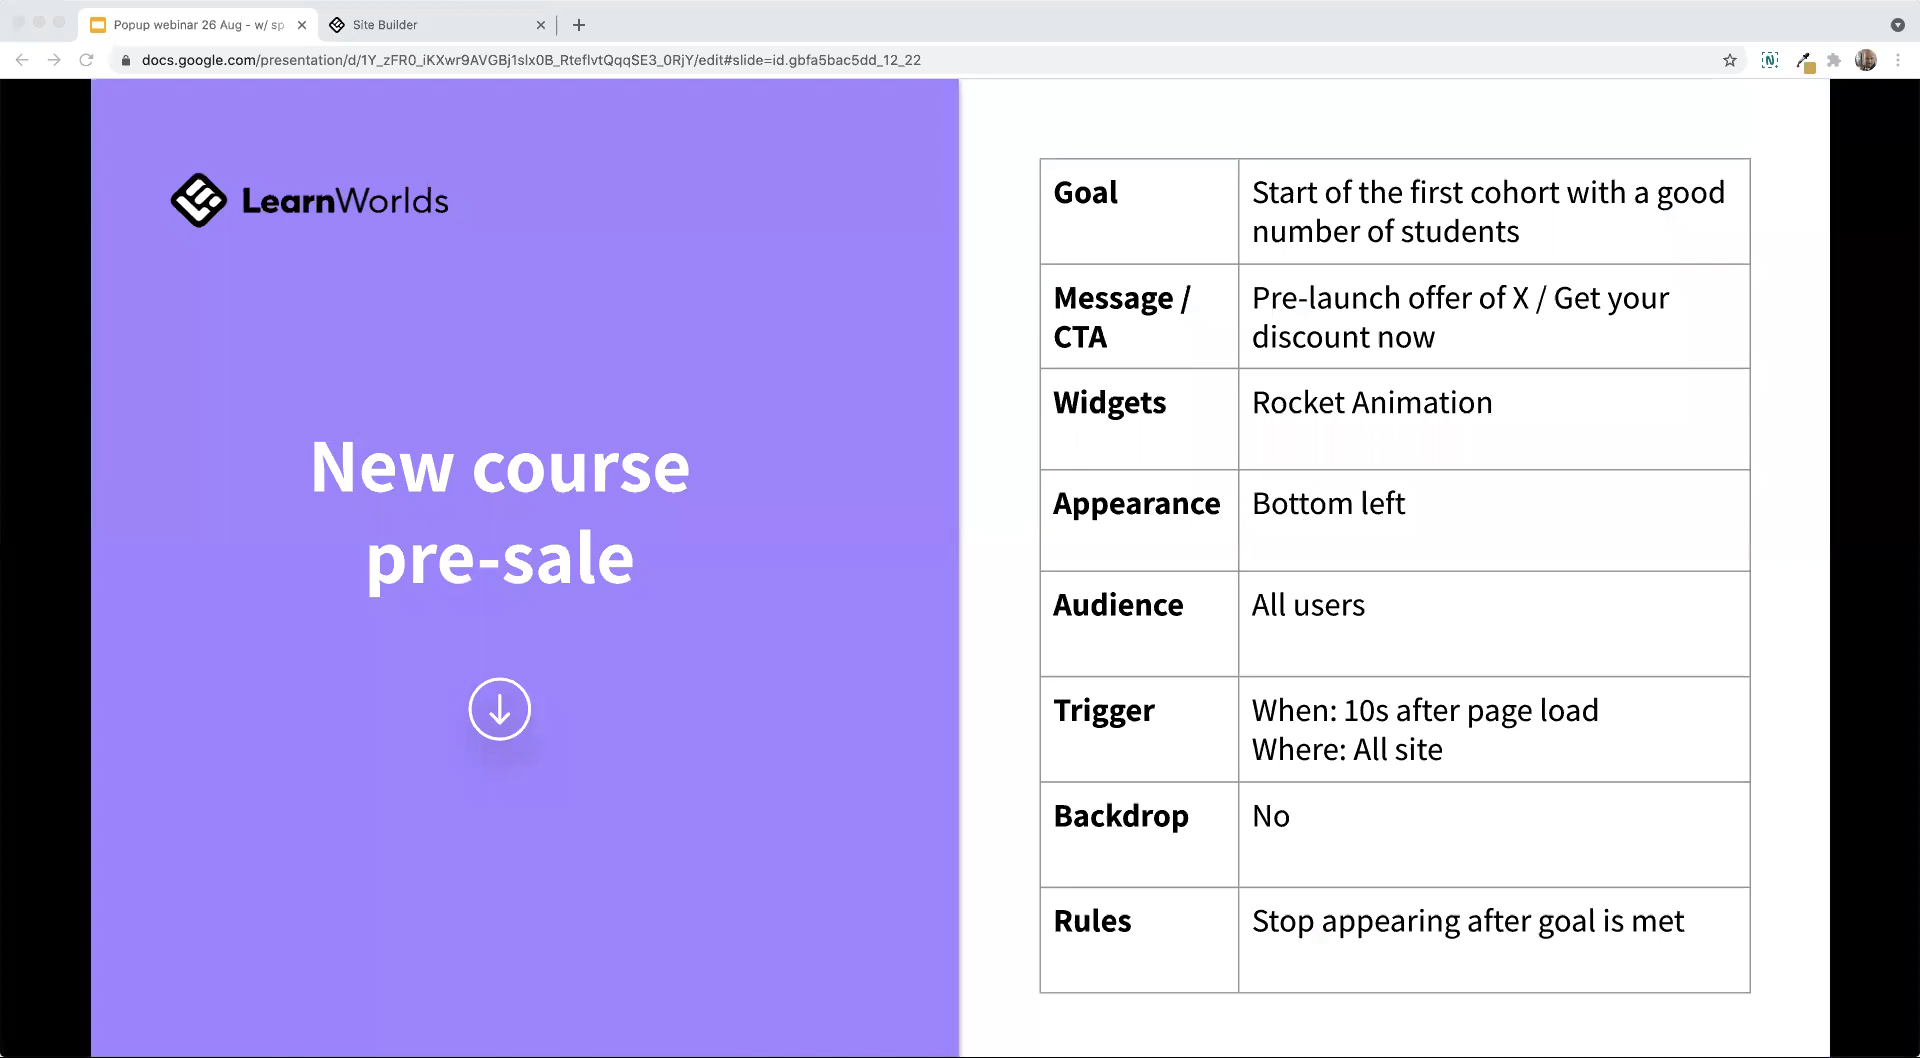 Popup webinar 26 Aug - w/ sp
Site Builder
docs.google.com/presentation/d/1Y_zFR0_iKXwr9AVGBj1slx0B_RteflvtQqqSE3_0RjY/edit#slide=id.gbfa5bac5dd_12_22
LearnWorlds
New course
pre-sale
Goal
Start of the first cohort with a good
number of students
Message /
CTA
Pre-launch offer of X / Get your
discount now
Widgets
Rocket Animation
Appearance
Bottom left
Audience
All users
Trigger
When: 10s after page load
Where: All site
Backdrop
No
Rules
Stop appearing after goal is met